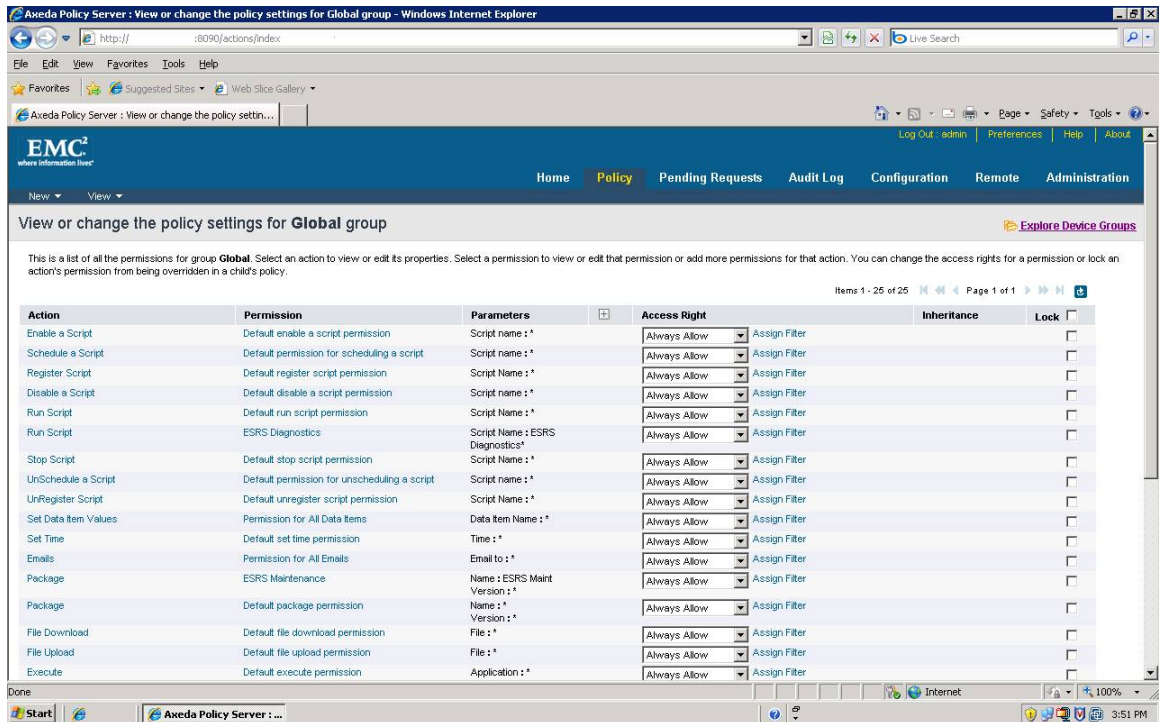 Axeda Policy Server : View or change the policy settings for Global group - Windows Internet Explorer
http:// :8090/actions/index
Live Search
File Edit View Favorites Tools Help
Favorites Suggested Sites Web Slice Gallery
Axeda Policy Server : View or change the policy settin...
Page Safety Tools
Log Out : admin | Preferences | Help | About
EMC²
where information lives®
Home Policy Pending Requests Audit Log Configuration Remote Administration
New View
View or change the policy settings for Global group
Explore Device Groups
This is a list of all the permissions for group Global. Select an action to view or edit its properties. Select a permission to view or edit that permission or add more permissions for that action. You can change the access rights for a permission or lock an
action's permission from being overridden in a child's policy.
Items 1 - 25 of 25 Page 1 of 1
Action Permission Parameters Access Right Inheritance Lock
Enable a Script Default enable a script permission Script name : * Always Allow Assign Filter
Schedule a Script Default permission for scheduling a script Script name : * Always Allow Assign Filter
Register Script Default register script permission Script Name : * Always Allow Assign Filter
Disable a Script Default disable a script permission Script name : * Always Allow Assign Filter
Run Script Default run script permission Script Name : * Always Allow Assign Filter
Run Script ESRS Diagnostics Script Name : ESRS Always Allow Assign Filter
Diagnostics*
Stop Script Default stop script permission Script Name : * Always Allow Assign Filter
UnSchedule a Script Default permission for unscheduling a script Script name : * Always Allow Assign Filter
UnRegister Script Default unregister script permission Script Name : * Always Allow Assign Filter
Set Data Item Values Permission for All Data Items Data Item Name : * Always Allow Assign Filter
Set Time Default set time permission Time : * Always Allow Assign Filter
Emails Permission for All Emails Email to : * Always Allow Assign Filter
Package ESRS Maintenance Name : ESRS Maint Always Allow Assign Filter
Version : *
Package Default package permission Name : * Always Allow Assign Filter
Version : *
File Download Default file download permission File : * Always Allow Assign Filter
File Upload Default file upload permission File : * Always Allow Assign Filter
Execute Default execute permission Application : * Always Allow Assign Filter
Done Internet 100%
Start Axeda Policy Server : ... 3:51 PM